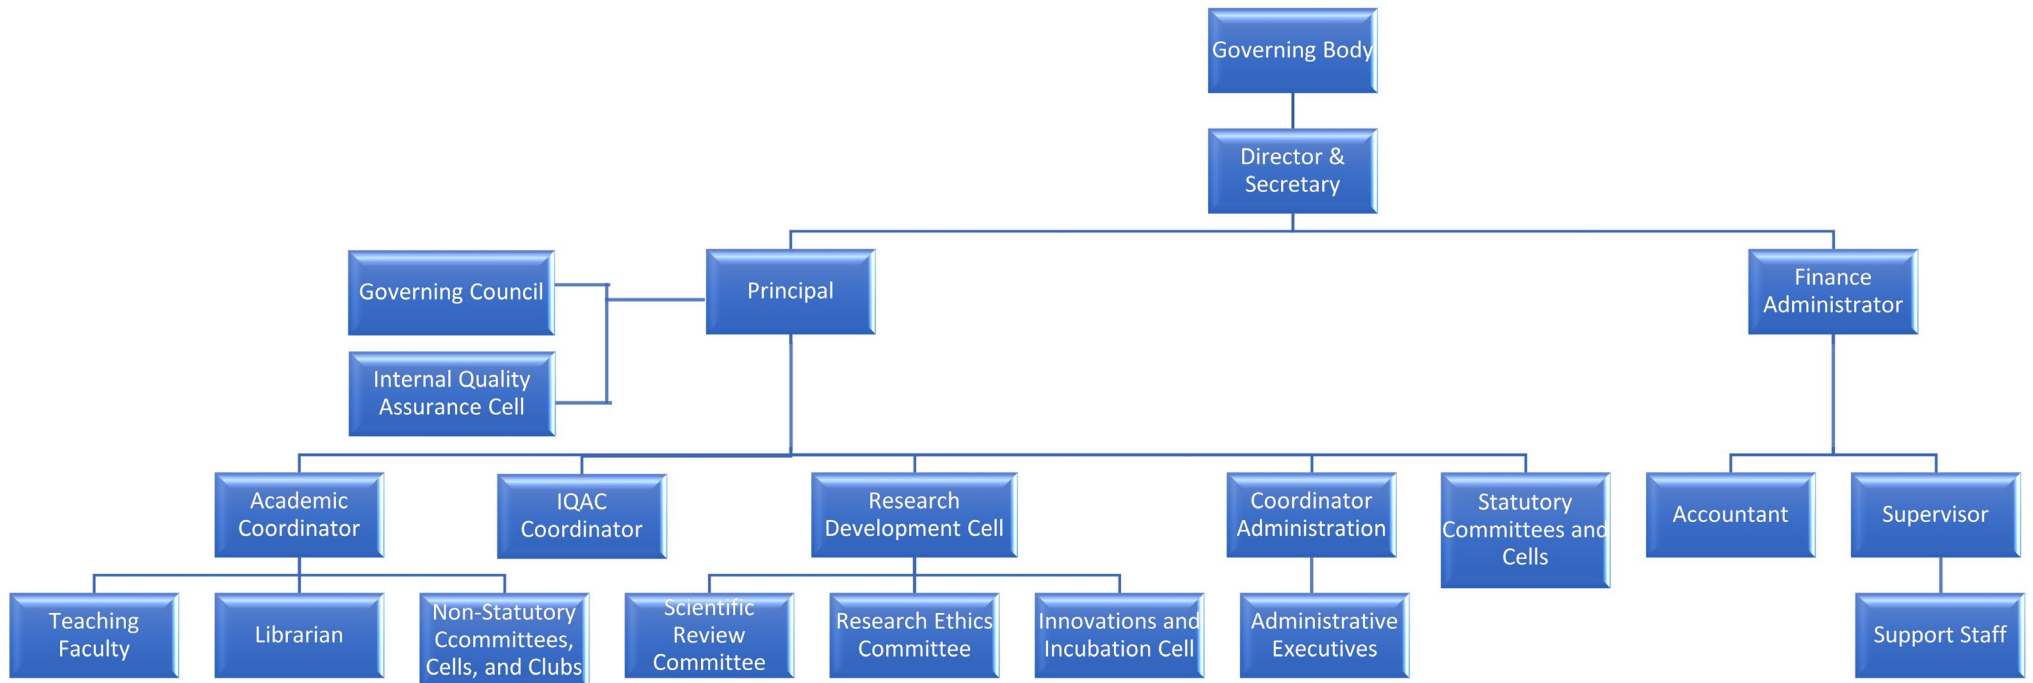 Governing Body
Director &
Secretary
Governing Council
Principal
Finance
Administrator
Internal Quality
Assurance Cell
Academic
Coordinator
IQAC
Coordinator
Research
Development Cell
Coordinator
Administration
Statutory
Committees and
Cells
Accountant
Supervisor
Teaching
Faculty
Librarian
Non-Statutory
Ccommittees,
Cells, and Clubs
Scientific
Review
Committee
Research Ethics
Committee
Innovations and
Incubation Cell
Administrative
Executives
Support Staff